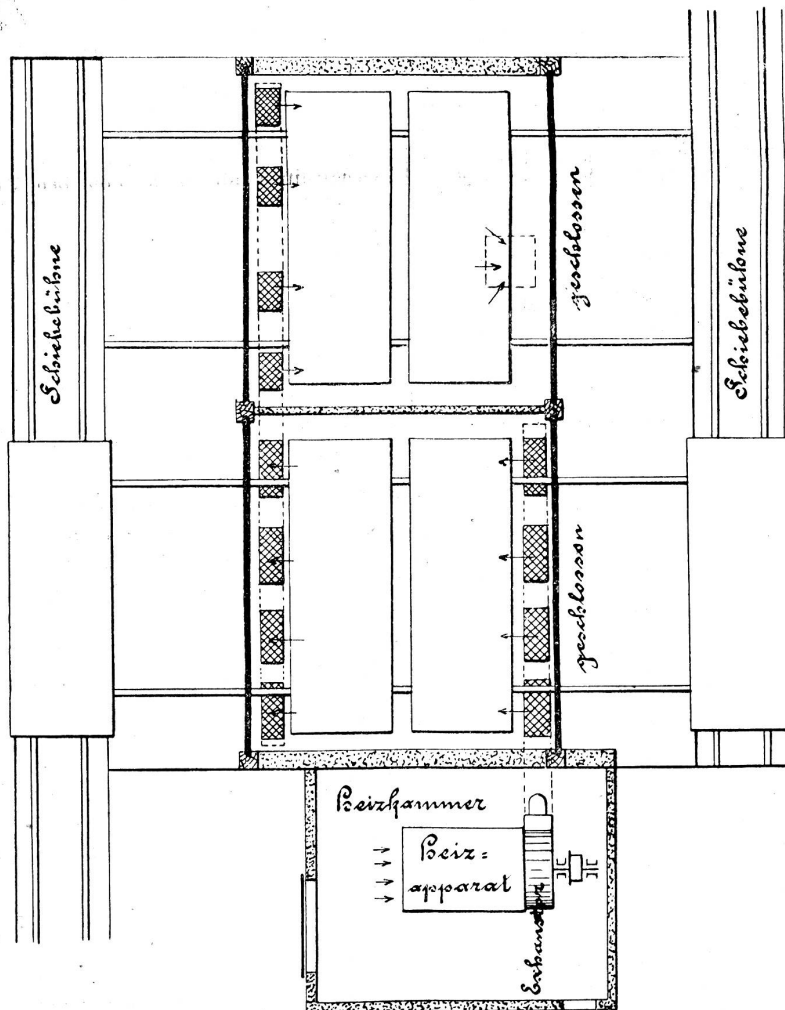 Schiebebühne
geschlossen
Schiebebühne
geschlossen
Heizkammer
Heiz=
apparat
Exhaustor